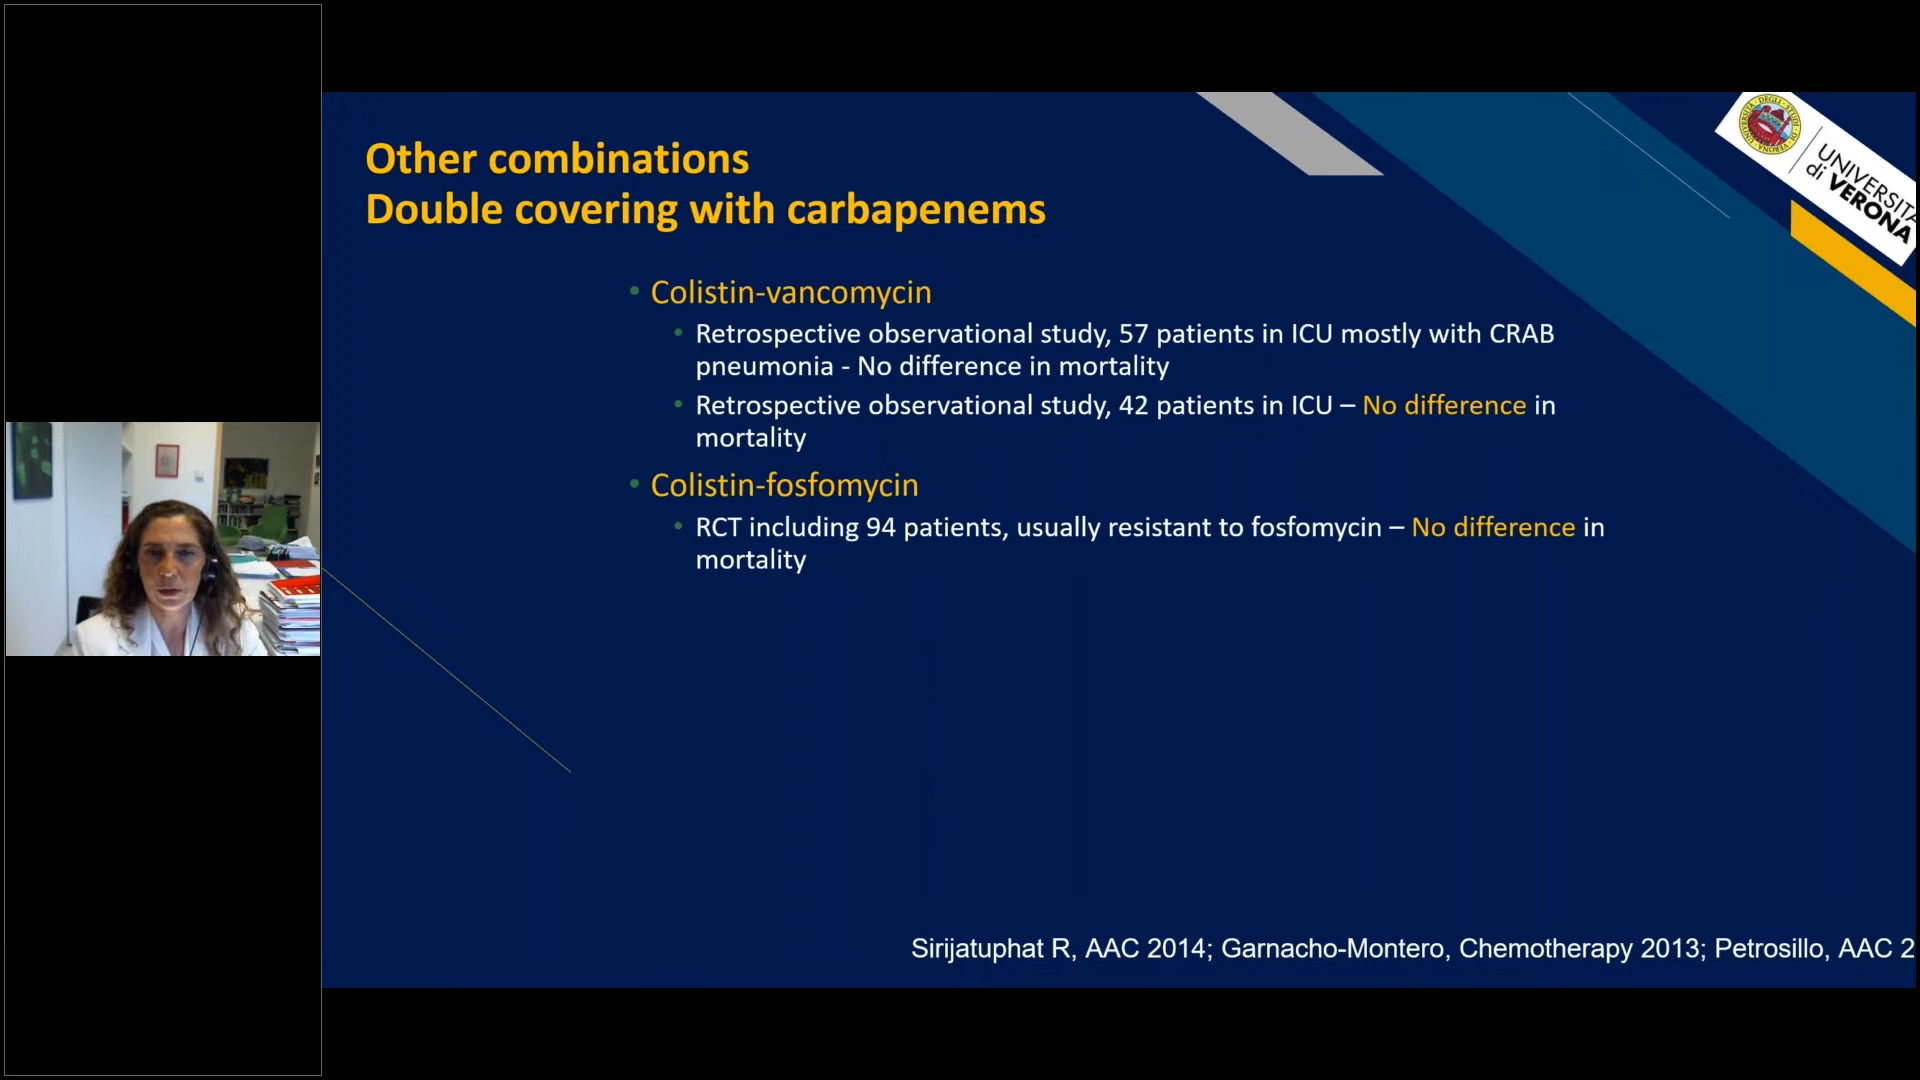 Other combinations
Double covering with carbapenems
UNIVERSITÀ
di VERONA
• Colistin-vancomycin
• Retrospective observational study, 57 patients in ICU mostly with CRAB
pneumonia - No difference in mortality
• Retrospective observational study, 42 patients in ICU – No difference in
mortality
• Colistin-fosfomycin
• RCT including 94 patients, usually resistant to fosfomycin – No difference in
mortality
Sirijatuphat R, AAC 2014; Garnacho-Montero, Chemotherapy 2013; Petrosillo, AAC 2